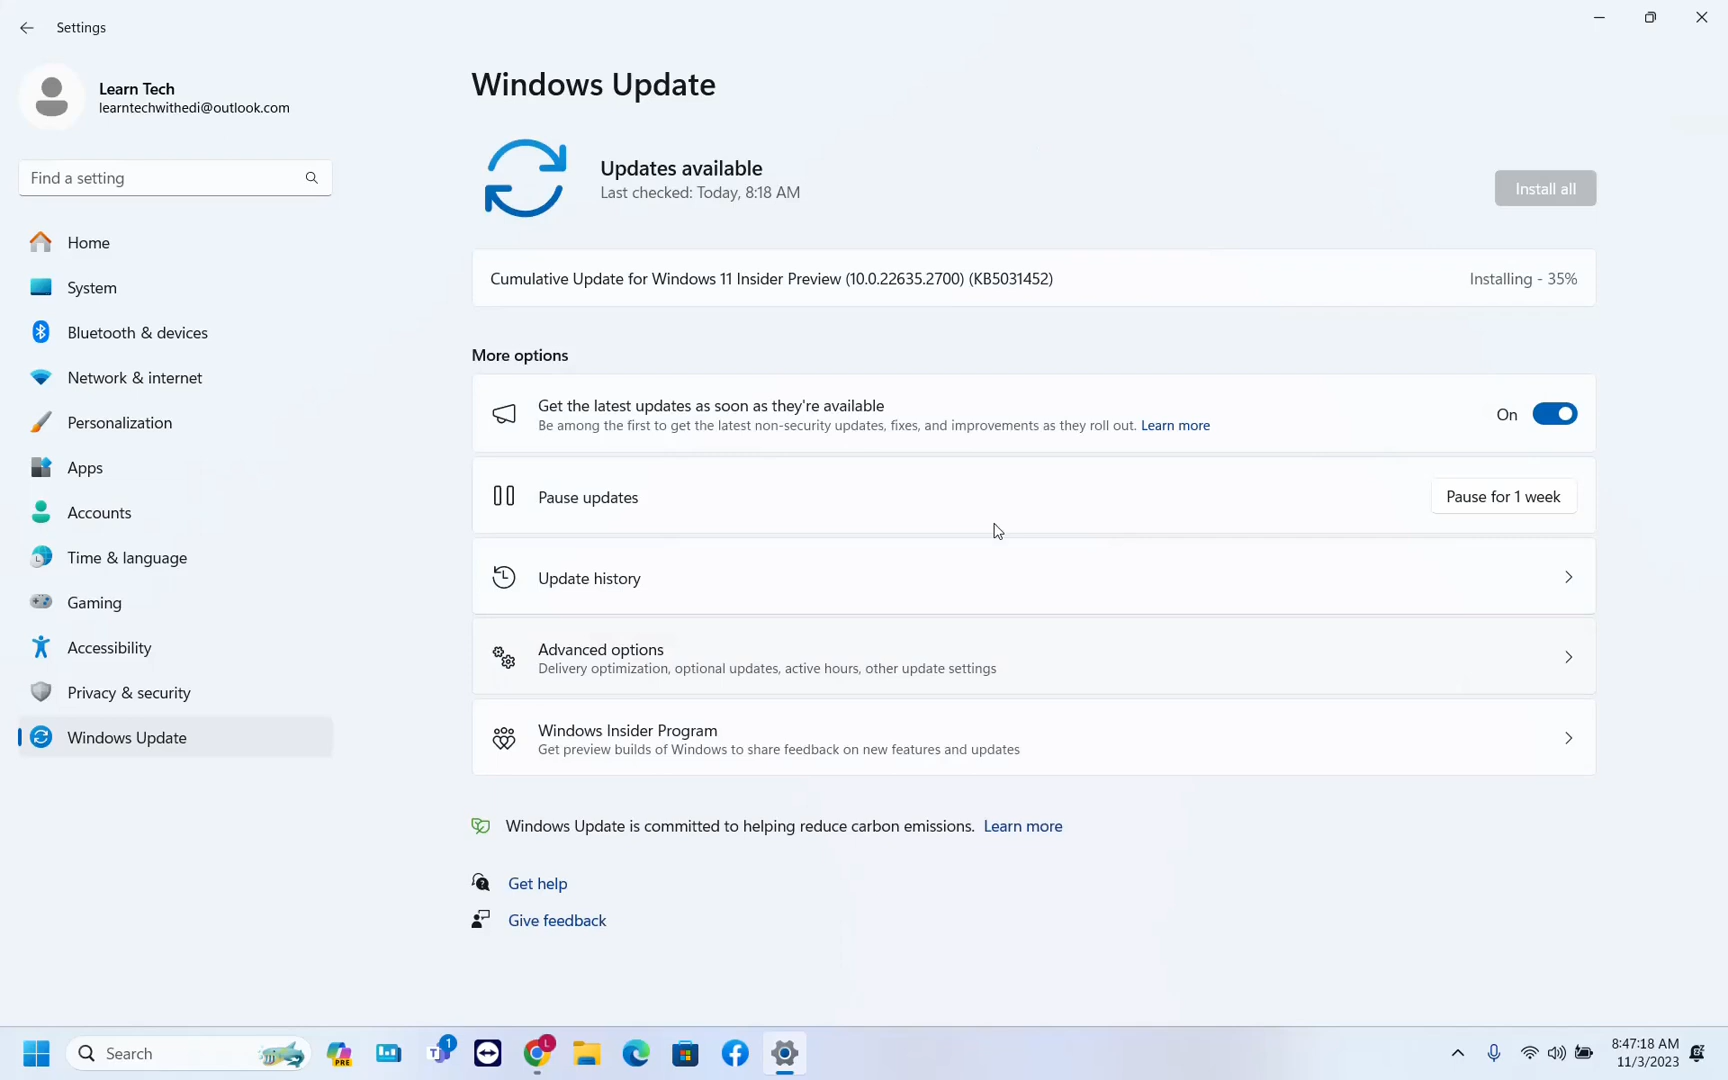 Settings
Learn Tech
learntechwithedi@outlook.com
Find a setting
Home
System
Bluetooth & devices
Network & internet
Personalization
Apps
Accounts
Time & language
Gaming
Accessibility
Privacy & security
Windows Update
Windows Update
Updates available
Last checked: Today, 8:18 AM
Install all
Cumulative Update for Windows 11 Insider Preview (10.0.22635.2700) (KB5031452)
Installing - 35%
More options
Get the latest updates as soon as they're available
Be among the first to get the latest non-security updates, fixes, and improvements as they roll out. Learn more
On
Pause updates
Pause for 1 week
Update history
Advanced options
Delivery optimization, optional updates, active hours, other update settings
Windows Insider Program
Get preview builds of Windows to share feedback on new features and updates
Windows Update is committed to helping reduce carbon emissions. Learn more
Get help
Give feedback
Search
PRE
1
L
8:47:18 AM
11/3/2023